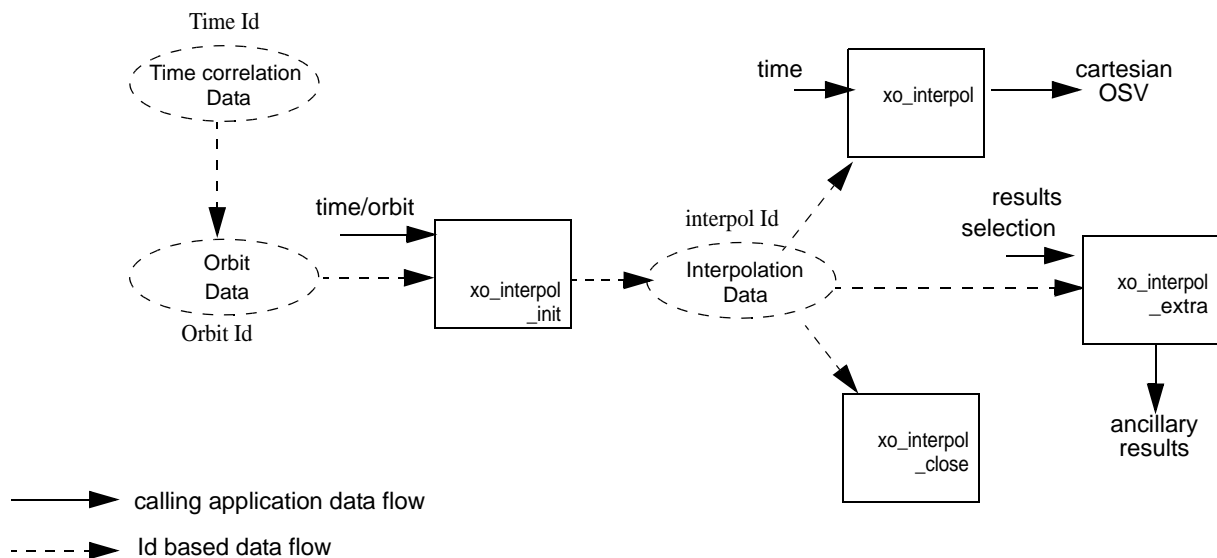 Time Id
Time correlation
Data
time
xo_interpol
cartesian
OSV
time/orbit
interpol Id
results
selection
Orbit
Data
Orbit Id
xo_interpol
_init
Interpolation
Data
xo_interpol
_extra
xo_interpol
_close
ancillary
results
calling application data flow
Id based data flow